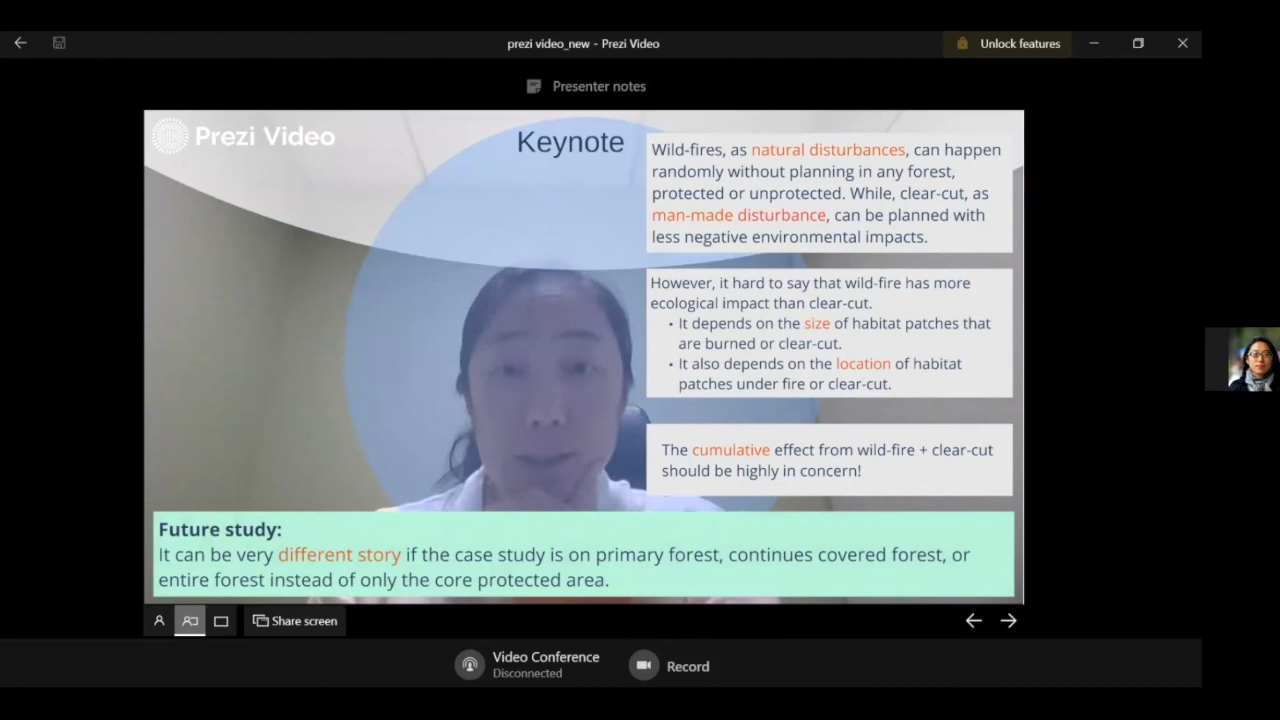 prezi video_new - Prezi Video
Unlock features
Presenter notes
Prezi Video
Keynote
Wild-fires, as natural disturbances, can happen
randomly without planning in any forest,
protected or unprotected. While, clear-cut, as
man-made disturbance, can be planned with
less negative environmental impacts.
However, it hard to say that wild-fire has more
ecological impact than clear-cut.
• It depends on the size of habitat patches that
are burned or clear-cut.
• It also depends on the location of habitat
patches under fire or clear-cut.
The cumulative effect from wild-fire + clear-cut
should be highly in concern!
Future study:
It can be very different story if the case study is on primary forest, continues covered forest, or
entire forest instead of only the core protected area.
Share screen
Video Conference
Disconnected
Record